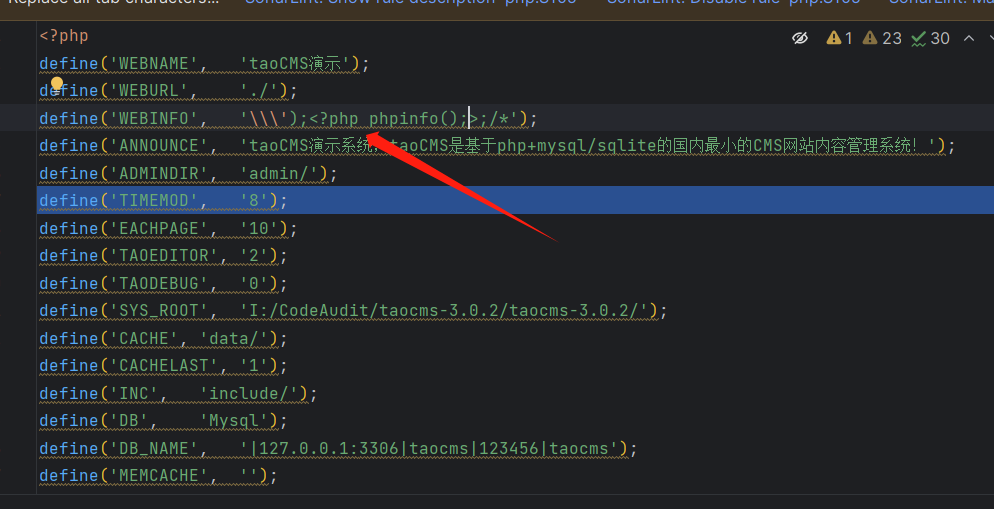 Replace all tab characters... SonarLint: Show rule description 'php:S105' SonarLint: Disable rule 'php:S105'
<?php
1 23 30
define('WEBNAME', 'taoCMS演示');
define('WEBURL', './');
define('WEBINFO', '\\\');<?php phpinfo();>;/*');
define('ANNOUNCE', 'taoCMS演示系统,taoCMS是基于php+mysql/sqlite的国内最小的CMS网站内容管理系统！');
define('ADMINDIR', 'admin/');
define('TIMEMOD', '8');
define('EACHPAGE', '10');
define('TAOEDITOR', '2');
define('TAODEBUG', '0');
define('SYS_ROOT', 'I:/CodeAudit/taocms-3.0.2/taocms-3.0.2/');
define('CACHE', 'data/');
define('CACHELAST', '1');
define('INC', 'include/');
define('DB', 'Mysql');
define('DB_NAME', '|127.0.0.1:3306|taocms|123456|taocms');
define('MEMCACHE', '');